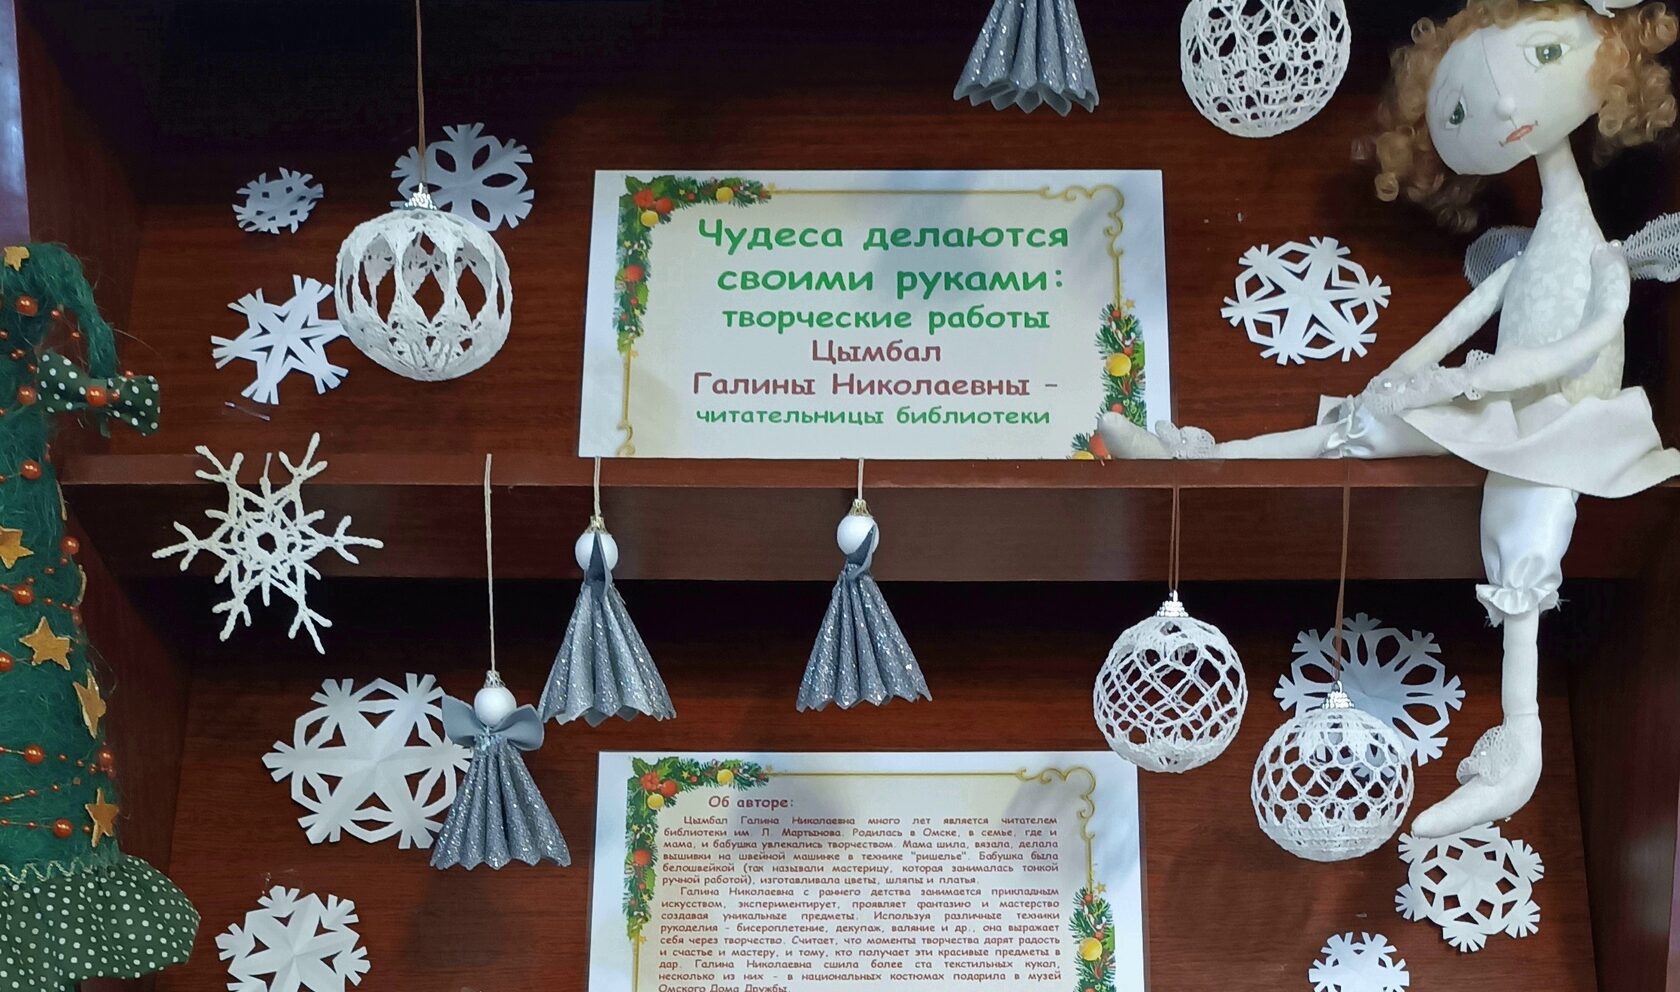 Чудеса делаются
своими руками:
творческие работы
Цымбал
Галины Николаевны -
читательницы библиотеки
Об авторе:
Цымбал Галина Николаевна много лет является читателем
библиотеки им. Л. Мартынова. Родилась в Омске, в семье, где и
мама, и бабушка увлекались творчеством. Мама шила, вязала, делала
вышивки на швейной машинке в технике "ришелье". Бабушка была
белошвейкой (так называли мастерицу, которая занималась тонкой
ручной работой), изготавливала цветы, шляпы и платья.
Галина Николаевна с раннего детства занимается прикладным
искусством, экспериментирует, проявляет фантазию и мастерство
создавая уникальные предметы. Используя различные техники
рукоделия - бисероплетение, декупаж, валяние и др., она выражает
себя через творчество. Считает, что моменты творчества дарят радость
и счастье и мастеру, и тому, кто получает эти красивые предметы в
дар. Галина Николаевна сшила более ста текстильных кукол,
несколько из них - в национальных костюмах подарила в музей
Омского Дома Дружбы.